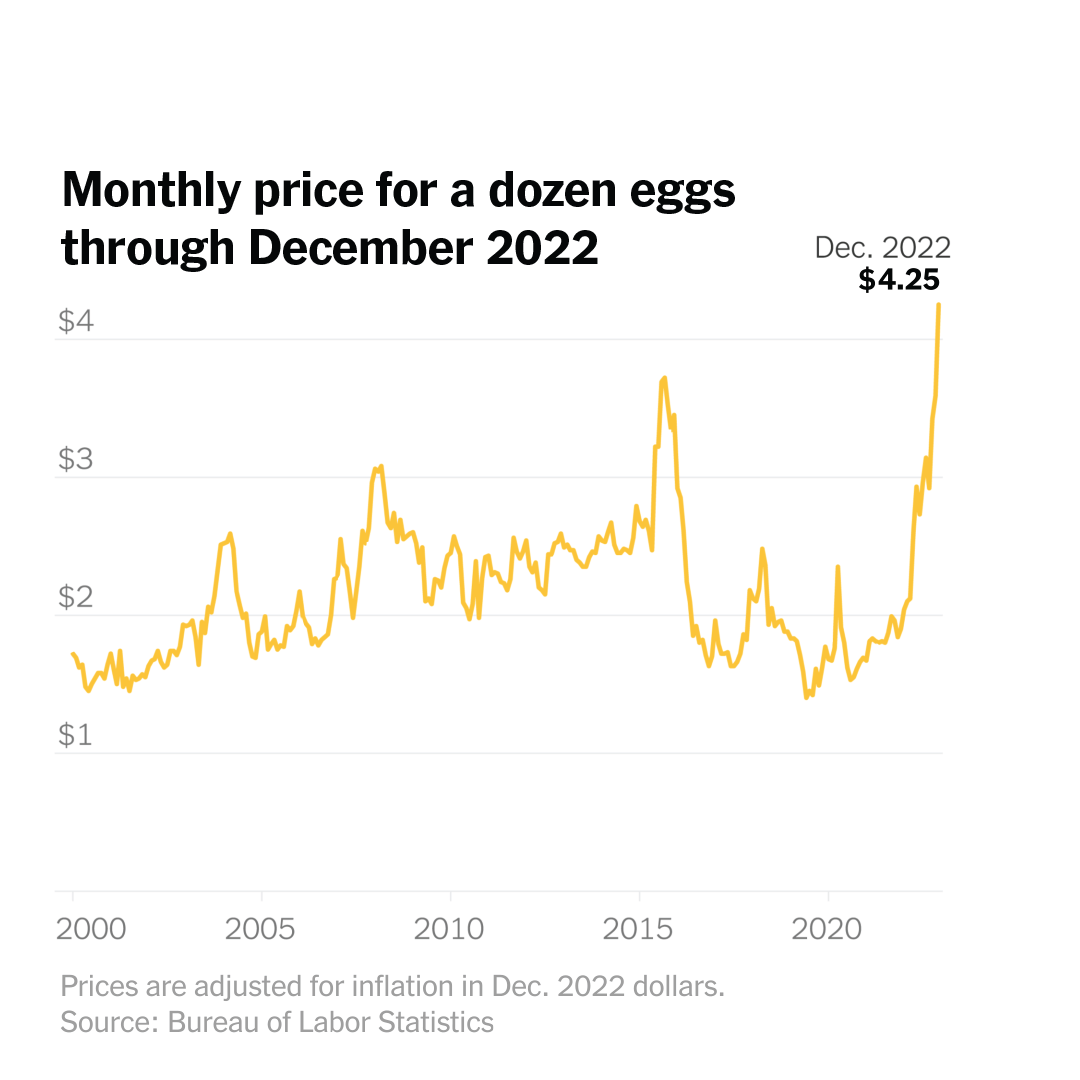 Monthly price for a dozen eggs
through December 2022
Dec. 2022
$4.25
$4
$3
$2
$1
2000 2005 2010 2015 2020
Prices are adjusted for inflation in Dec. 2022 dollars.
Source: Bureau of Labor Statistics